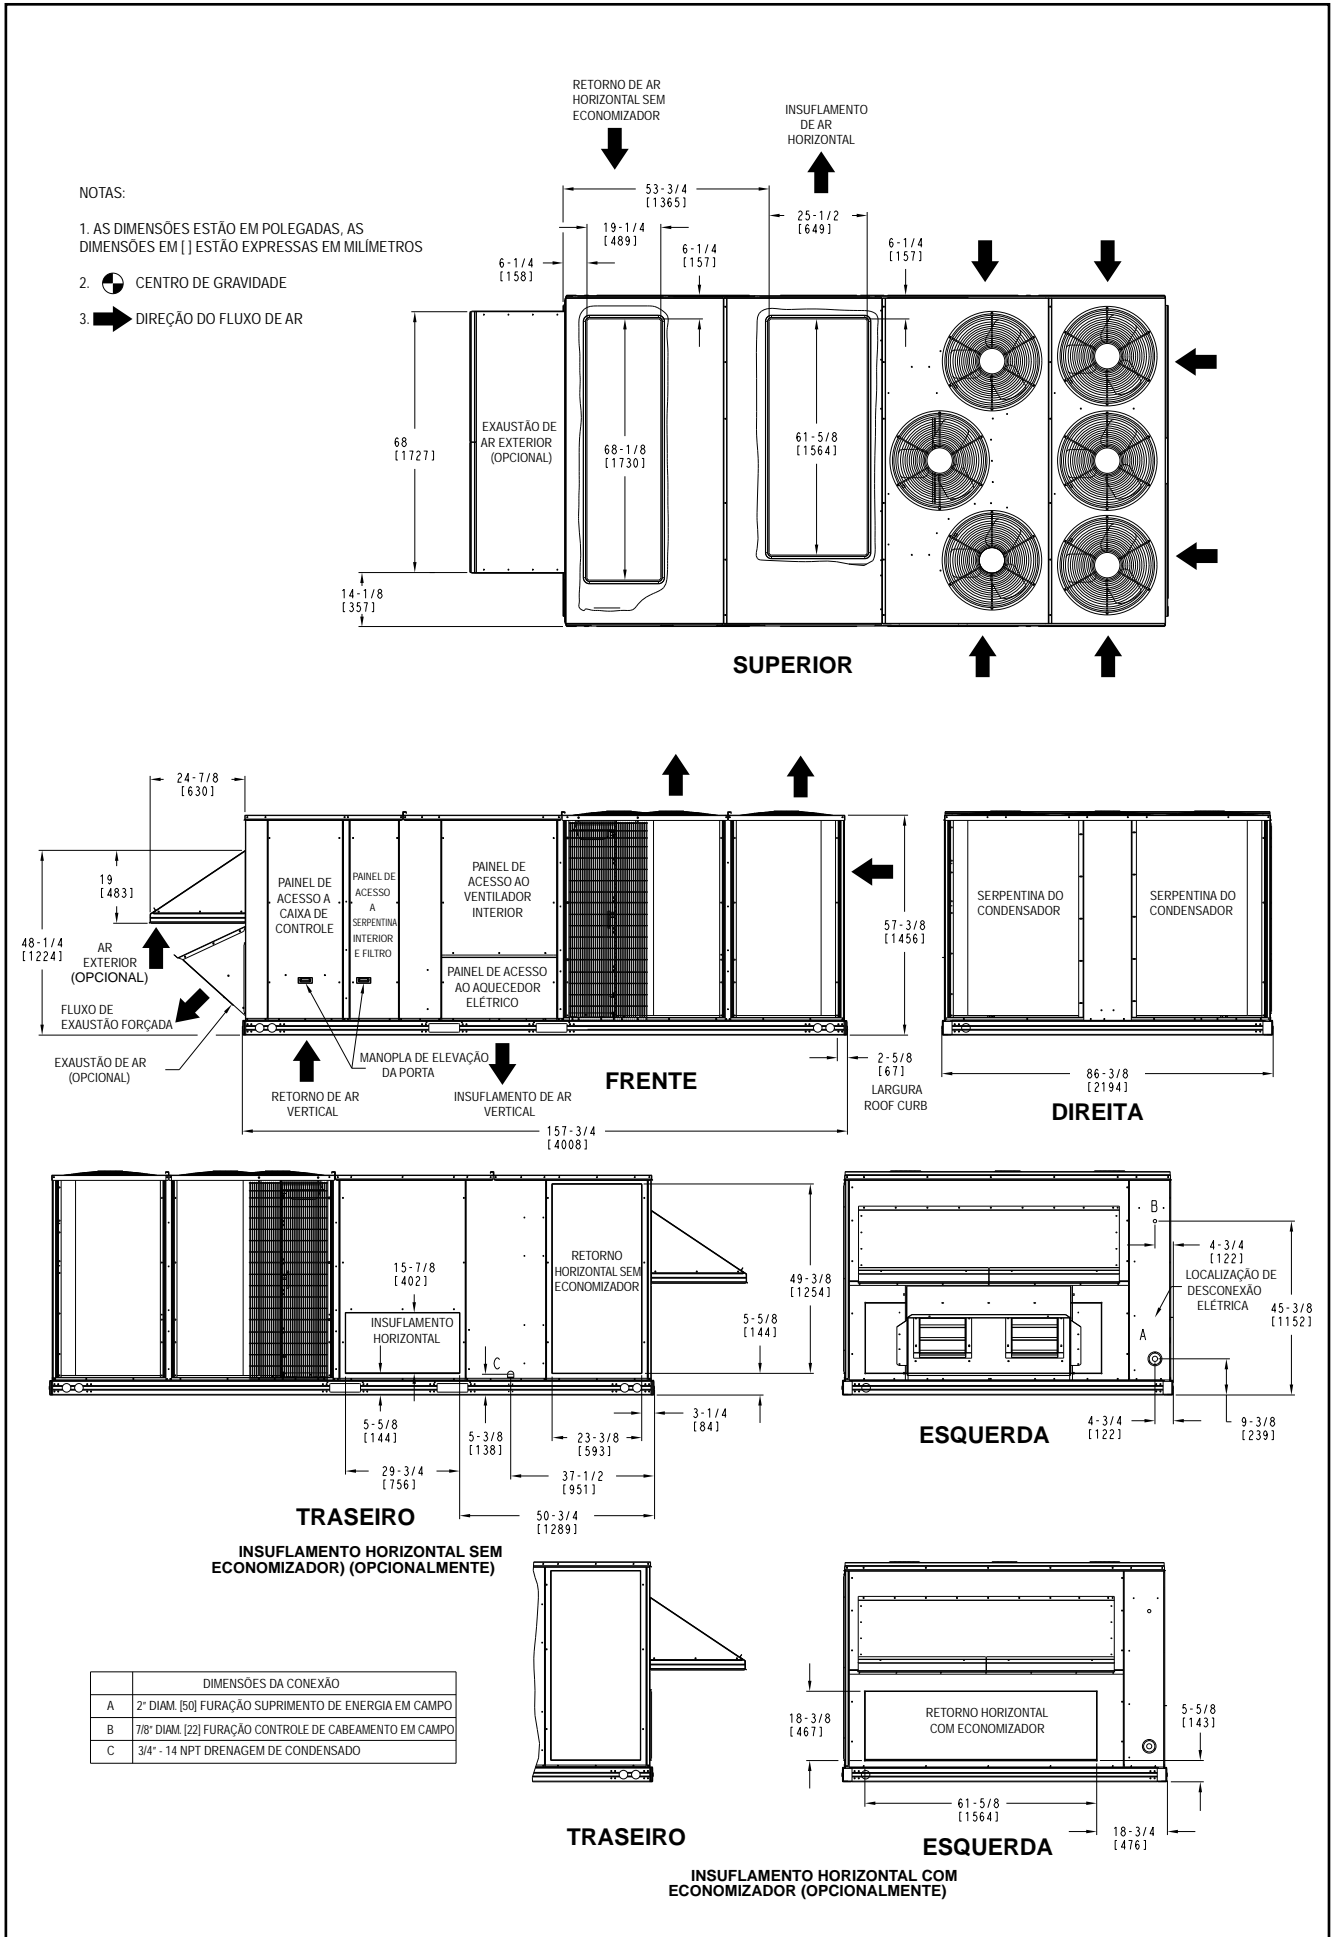 RETORNO DE AR
HORIZONTAL SEM
ECONOMIZADOR
INSUFLAMENTO
DE AR
HORIZONTAL
NOTAS:
1. AS DIMENSÕES ESTÃO EM POLEGADAS, AS
DIMENSÕES EM [ ] ESTÃO EXPRESSAS EM MILÍMETROS
2. CENTRO DE GRAVIDADE
3. DIREÇÃO DO FLUXO DE AR
53-3/4
[1365]
25-1/2
[649]
19-1/4
[489]
6-1/4
[158]
6-1/4
[157]
6-1/4
[157]
68
[1727]
EXAUSTÃO DE
AR EXTERIOR
(OPCIONAL)
68-1/8
[1730]
61-5/8
[1564]
14-1/8
[357]
SUPERIOR
24-7/8
[630]
19
[483]
48-1/4
[1224]
AR
EXTERIOR
(OPCIONAL)
FLUXO DE
EXAUSTÃO FORÇADA
EXAUSTÃO DE AR
(OPCIONAL)
PAINEL DE
ACESSO A
CAIXA DE
CONTROLE
PAINEL DE
ACESSO
A
SERPENTINA
INTERIOR
E FILTRO
PAINEL DE
ACESSO AO
VENTILADOR
INTERIOR
PAINEL DE ACESSO
AO AQUECEDOR
ELÉTRICO
MANOPLA DE ELEVAÇÃO
DA PORTA
RETORNO DE AR
VERTICAL
INSUFLAMENTO DE AR
VERTICAL
FRENTE
57-3/8
[1456]
2-5/8
[67]
LARGURA
ROOF CURB
157-3/4
[4008]
SERPENTINA DO
CONDENSADOR
SERPENTINA DO
CONDENSADOR
86-3/8
[2194]
DIREITA
15-7/8
[402]
INSUFLAMENTO
HORIZONTAL
RETORNO
HORIZONTAL SEM
ECONOMIZADOR
C
49-3/8
[1254]
5-5/8
[144]
5-5/8
[144]
5-3/8
[138]
23-3/8
[593]
3-1/4
[84]
29-3/4
[756]
37-1/2
[951]
50-3/4
[1289]
TRASEIRO
INSUFLAMENTO HORIZONTAL SEM
ECONOMIZADOR) (OPCIONALMENTE)
B
4-3/4
[122]
LOCALIZAÇÃO DE
DESCONEXÃO
ELÉTRICA
A
45-3/8
[1152]
4-3/4
[122]
9-3/8
[239]
ESQUERDA
DIMENSÕES DA CONEXÃO
A 2" DIAM. [50] FURAÇÃO SUPRIMENTO DE ENERGIA EM CAMPO
B 7/8" DIAM. [22] FURAÇÃO CONTROLE DE CABEAMENTO EM CAMPO
C 3/4" - 14 NPT DRENAGEM DE CONDENSADO
TRASEIRO
18-3/8
[467]
RETORNO HORIZONTAL
COM ECONOMIZADOR
5-5/8
[143]
61-5/8
[1564]
18-3/4
[476]
ESQUERDA
INSUFLAMENTO HORIZONTAL COM
ECONOMIZADOR (OPCIONALMENTE)